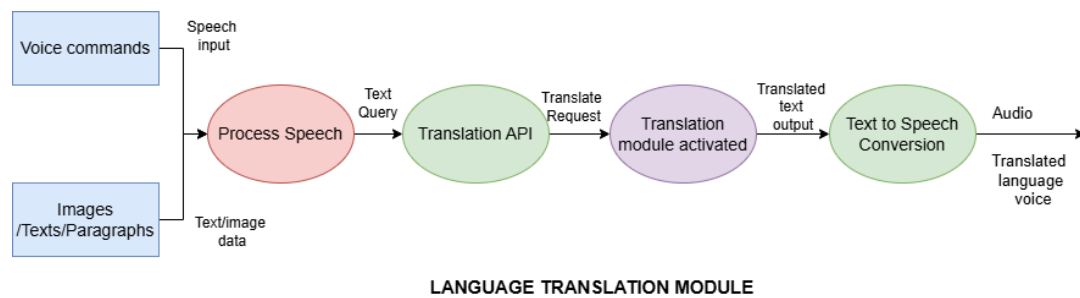 Voice commands
Speech
input
Images
/Texts/Paragraphs
Text/image
data
Process Speech
Text
Query
Translation API
Translate
Request
Translation
module activated
Translated
text
output
Text to Speech
Conversion
Audio
Translated
language
voice
LANGUAGE TRANSLATION MODULE